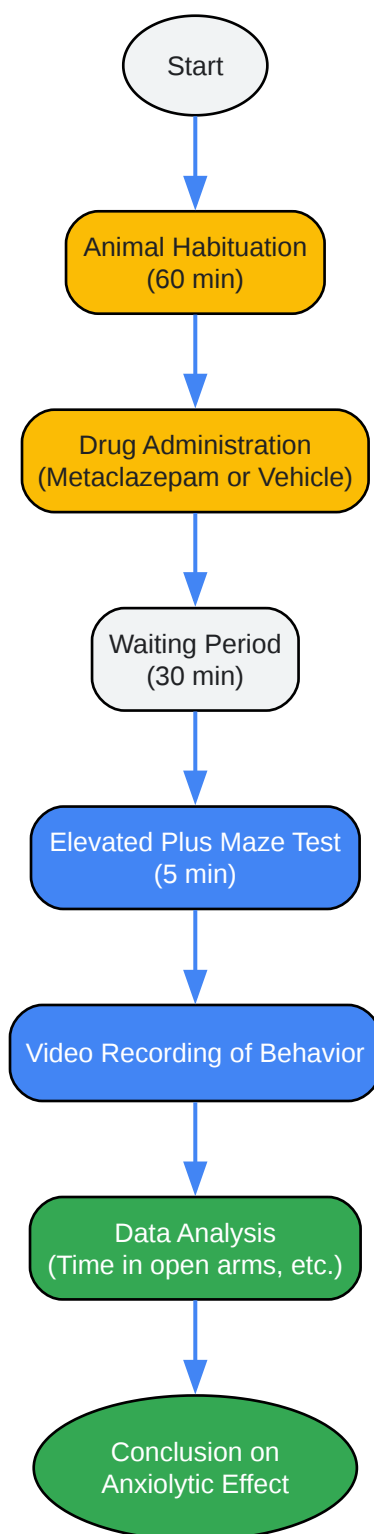 Start
Animal Habituation
(60 min)
Drug Administration
(Metaclazepam or Vehicle)
Waiting Period
(30 min)
Elevated Plus Maze Test
(5 min)
Video Recording of Behavior
Data Analysis
(Time in open arms, etc.)
Conclusion on
Anxiolytic Effect